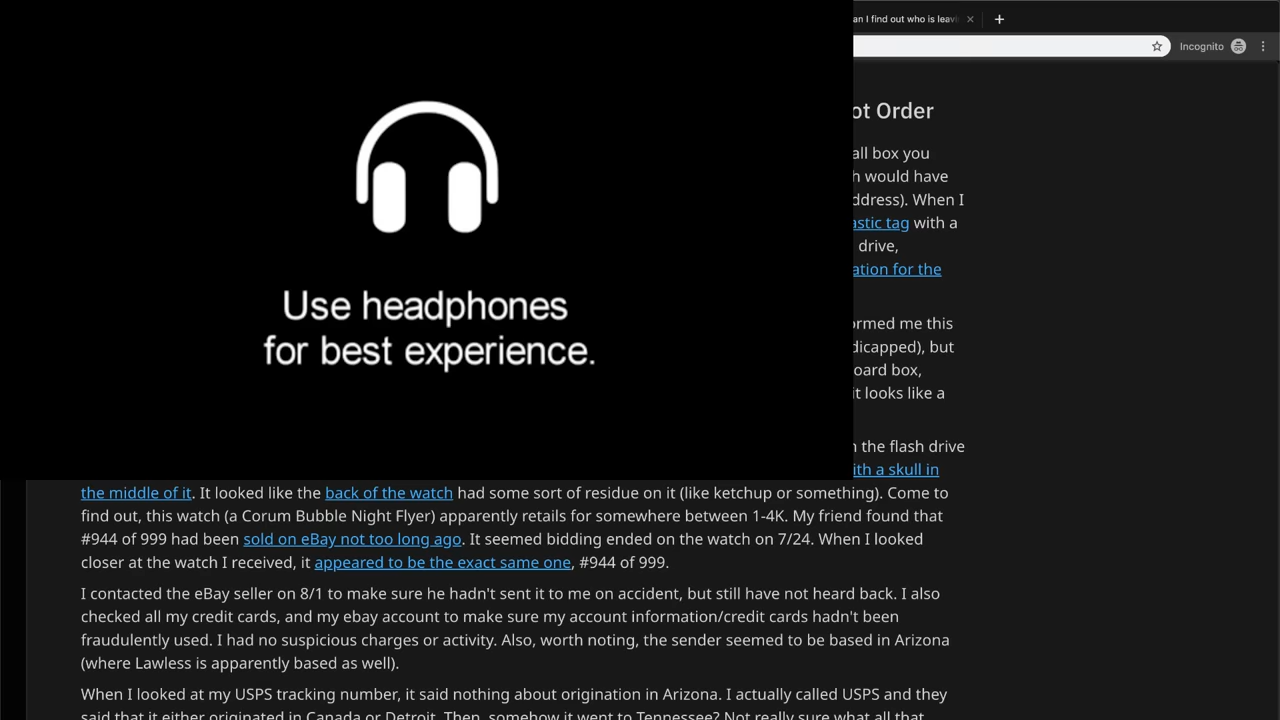 an I find out who is leavi
Incognito
Use headphones
for best experience.
ot Order
all box you
h would have
ddress). When I
astic tag with a
drive,
ation for the
ormed me this
dicapped), but
oard box,
it looks like a
n the flash drive
ith a skull in
the middle of it. It looked like the back of the watch had some sort of residue on it (like ketchup or something). Come to
find out, this watch (a Corum Bubble Night Flyer) apparently retails for somewhere between 1-4K. My friend found that
#944 of 999 had been sold on eBay not too long ago. It seemed bidding ended on the watch on 7/24. When I looked
closer at the watch I received, it appeared to be the exact same one, #944 of 999.
I contacted the eBay seller on 8/1 to make sure he hadn't sent it to me on accident, but still have not heard back. I also
checked all my credit cards, and my ebay account to make sure my account information/credit cards hadn't been
fraudulently used. I had no suspicious charges or activity. Also, worth noting, the sender seemed to be based in Arizona
(where Lawless is apparently based as well).
When I looked at my USPS tracking number, it said nothing about origination in Arizona. I actually called USPS and they
said that it either originated in Canada or Detroit. Then, somehow it went to Tennessee? Not really sure what all that